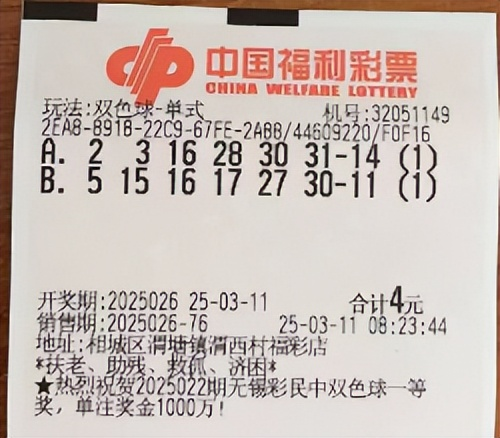 中国福利彩票
CHINA WELFARE LOTTERY
玩法:双色球-单式 机号:32051149
2EA8-891B-22C9-67FE-2A88/44609220/F0F16
A. 2 3 16 28 30 31-14 (1)
B. 5 15 16 17 27 30-11 (1)
开奖期:2025026 25-03-11 合计4元
销售期:2025026-76 25-03-11 08:23:44
地址:相城区渭塘镇渭西村福彩店
*扶老、助残、救孤、济困*
★热烈祝贺2025022期无锡彩民中双色球一等
奖，单注奖金1000万!